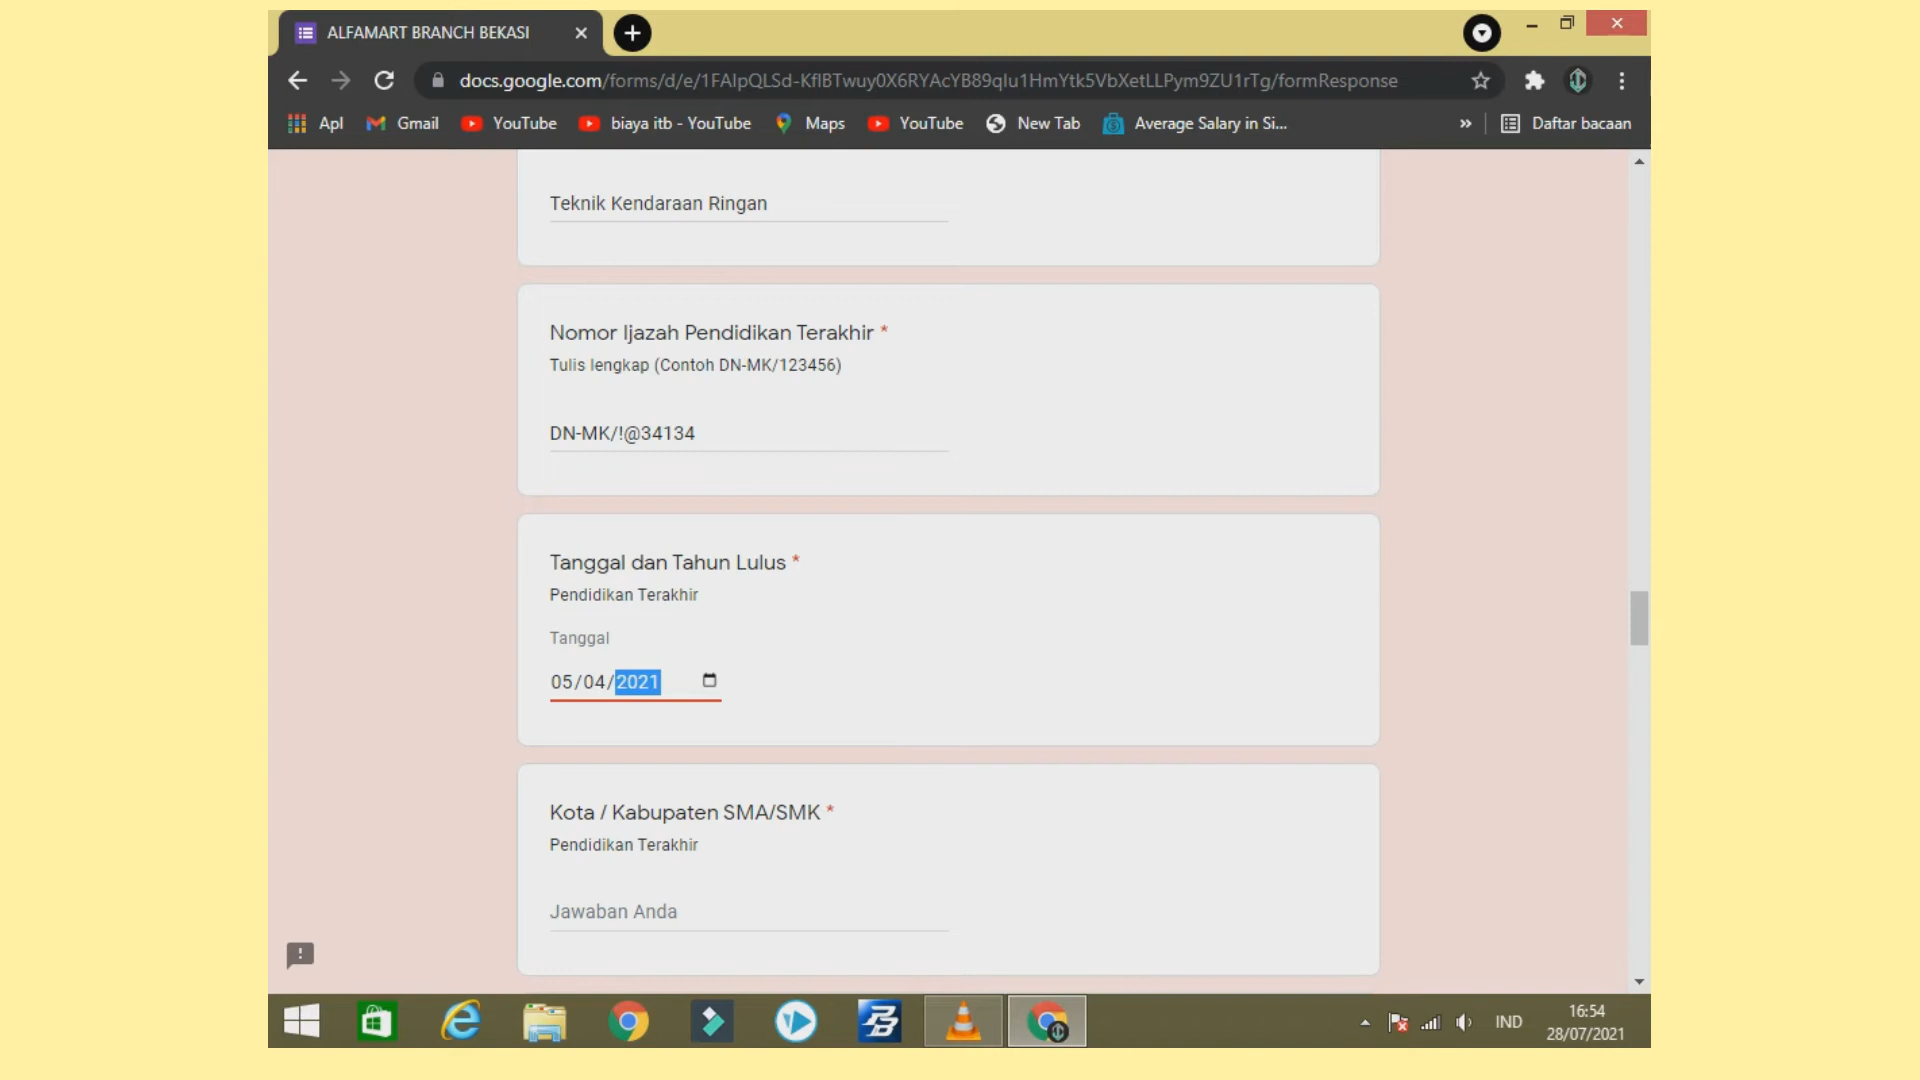 ALFAMART BRANCH BEKASI
docs.google.com/forms/d/e/1FAIpQLSd-KfIBTwuy0X6RYAcYB89qIu1HmYtk5VbXetLLPym9ZU1rTg/formResponse
Apl Gmail YouTube biaya itb - YouTube Maps YouTube New Tab Average Salary in Si... » Daftar bacaan
Teknik Kendaraan Ringan
Nomor Ijazah Pendidikan Terakhir *
Tulis lengkap (Contoh DN-MK/123456)
DN-MK/!@34134
Tanggal dan Tahun Lulus *
Pendidikan Terakhir
Tanggal
05/04/2021
Kota / Kabupaten SMA/SMK *
Pendidikan Terakhir
Jawaban Anda
IND
16:54
28/07/2021